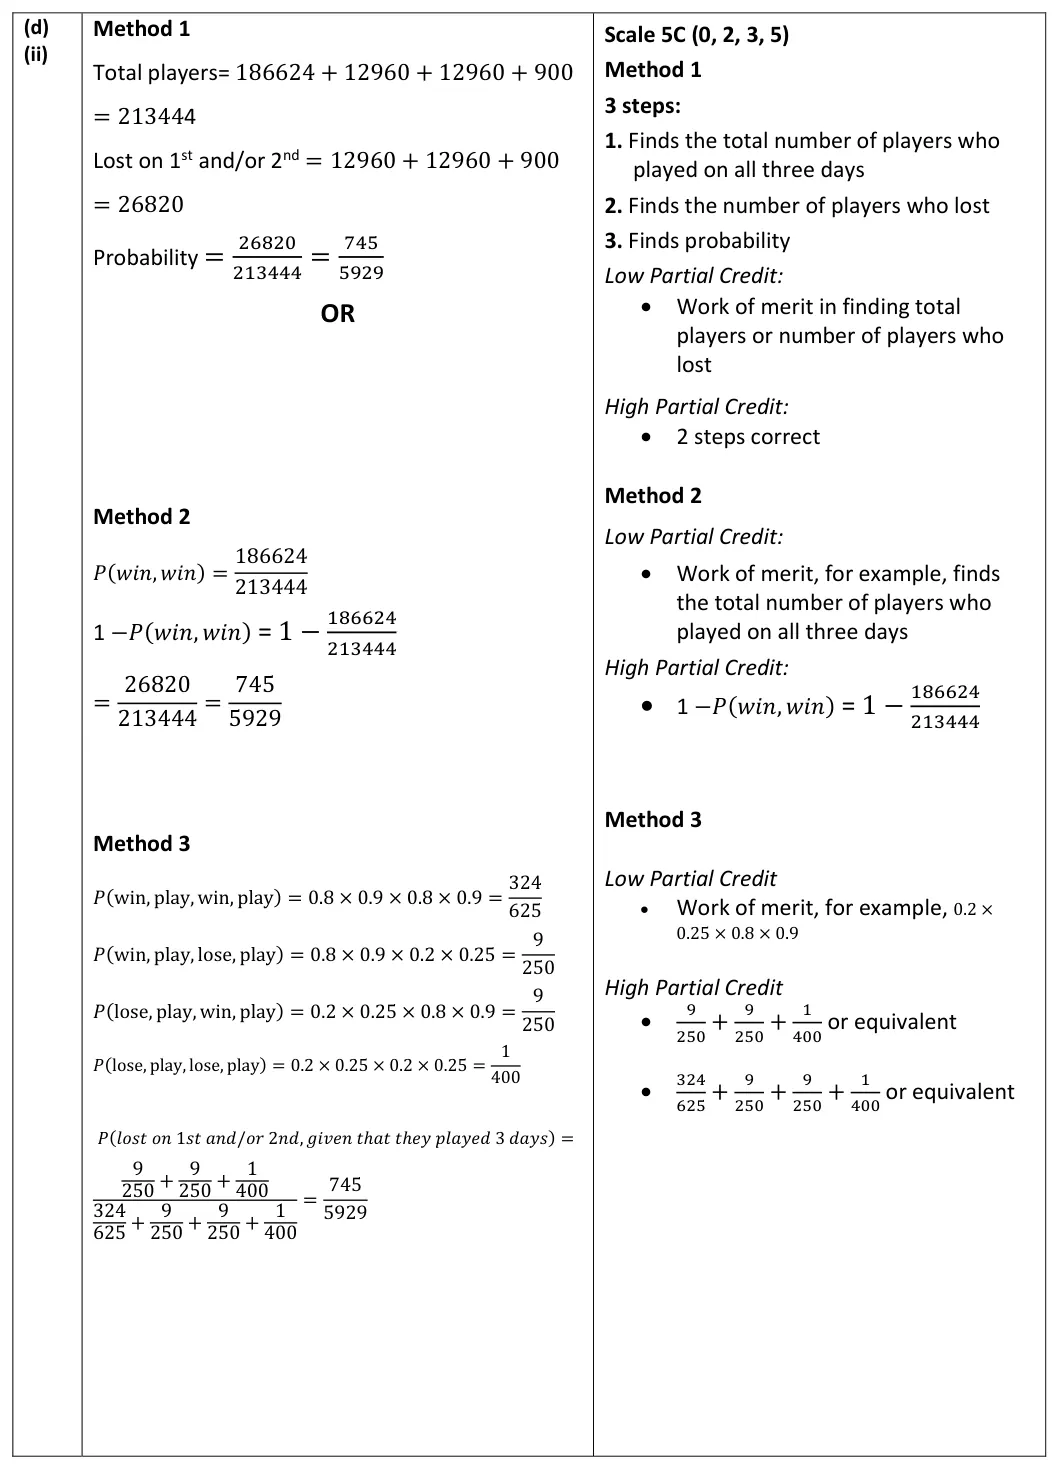 (d)
(ii)
Method 1
Total players= 186624 + 12960 + 12960 + 900
= 213444
Lost on 1st and/or 2nd = 12960 + 12960 + 900
= 26820
Probability = 26820/213444 = 745/5929
OR
Method 2
P(win, win) = 186624/213444
1 −P(win, win) = 1 − 186624/213444
= 26820/213444 = 745/5929
Method 3
P(win, play, win, play) = 0.8 × 0.9 × 0.8 × 0.9 = 324/625
P(win, play, lose, play) = 0.8 × 0.9 × 0.2 × 0.25 = 9/250
P(lose, play, win, play) = 0.2 × 0.25 × 0.8 × 0.9 = 9/250
P(lose, play, lose, play) = 0.2 × 0.25 × 0.2 × 0.25 = 1/400
P(lost on 1st and/or 2nd, given that they played 3 days) =
(9/250 + 9/250 + 1/400)/(324/625 + 9/250 + 9/250 + 1/400) = 745/5929
Scale 5C (0, 2, 3, 5)
Method 1
3 steps:
1. Finds the total number of players who
played on all three days
2. Finds the number of players who lost
3. Finds probability
Low Partial Credit:
• Work of merit in finding total
players or number of players who
lost
High Partial Credit:
• 2 steps correct
Method 2
Low Partial Credit:
• Work of merit, for example, finds
the total number of players who
played on all three days
High Partial Credit:
• 1 −P(win, win) = 1 − 186624/213444
Method 3
Low Partial Credit
• Work of merit, for example, 0.2 ×
0.25 × 0.8 × 0.9
High Partial Credit
• 9/250 + 9/250 + 1/400 or equivalent
• 324/625 + 9/250 + 9/250 + 1/400 or equivalent